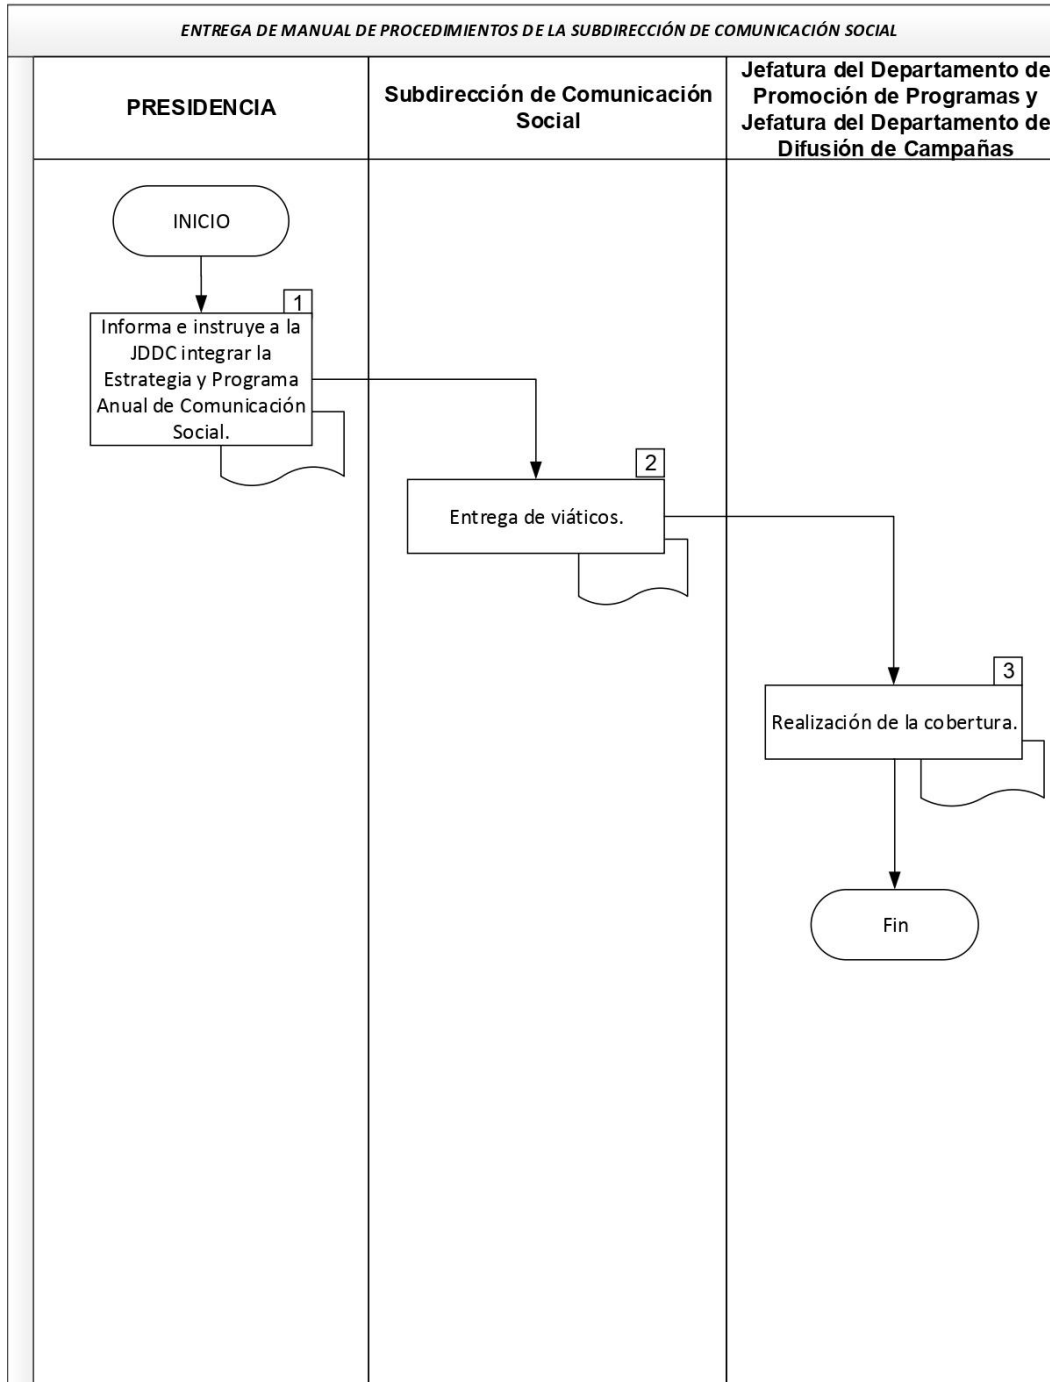 ENTREGA DE MANUAL DE PROCEDIMIENTOS DE LA SUBDIRECCIÓN DE COMUNICACIÓN SOCIAL
PRESIDENCIA
Subdirección de Comunicación
Social
Jefatura del Departamento de
Promoción de Programas y
Jefatura del Departamento de
Difusión de Campañas
INICIO
1
Informa e instruye a la
JDDC integrar la
Estrategia y Programa
Anual de Comunicación
Social.
2
Entrega de viáticos.
3
Realización de la cobertura.
Fin